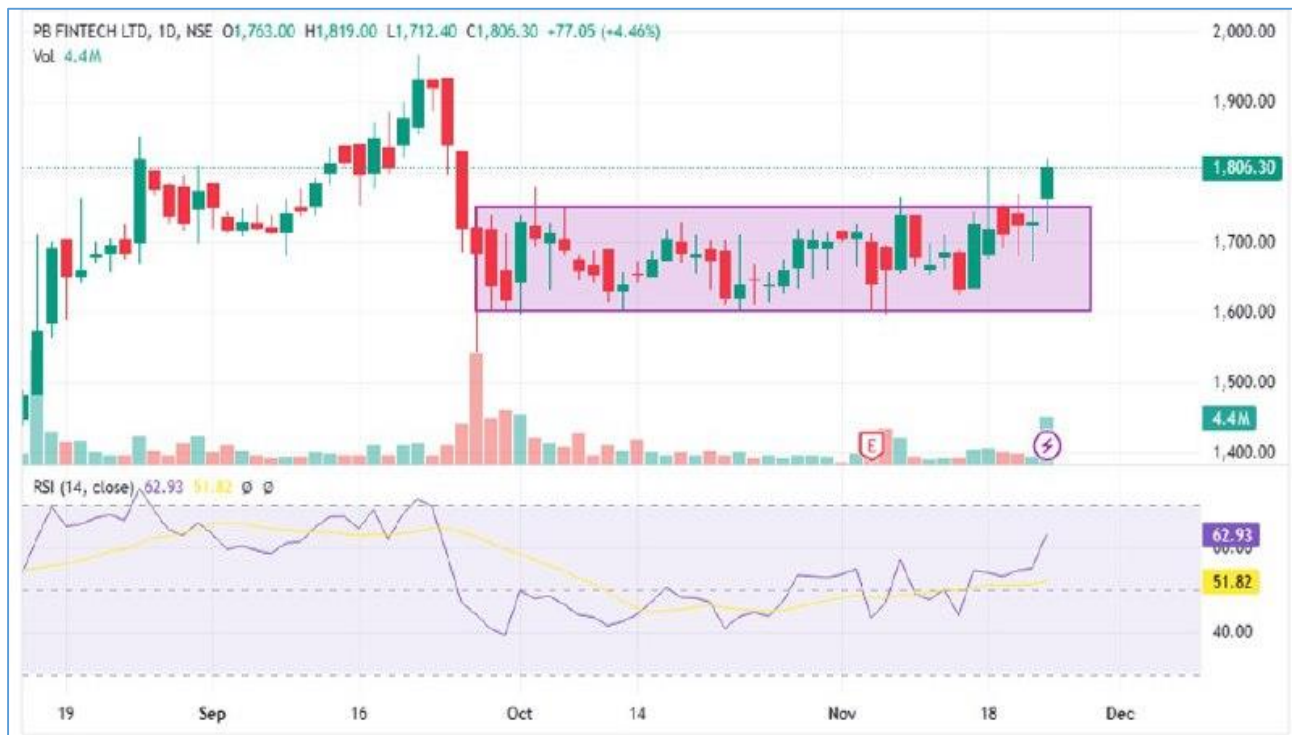 PB FINTECH LTD, 1D, NSE O1,763.00 H1,819.00 L1,712.40 C1,806.30 +77.05 (+4.46%)
Vol 4.4M
2,000.00
1,900.00
1,806.30
1,700.00
1,600.00
1,500.00
4.4M
1,400.00
E
RSI (14, close) 62.93 51.82 Ø Ø
62.93
60.00
51.82
40.00
19 Sep 16 Oct 14 Nov 18 Dec